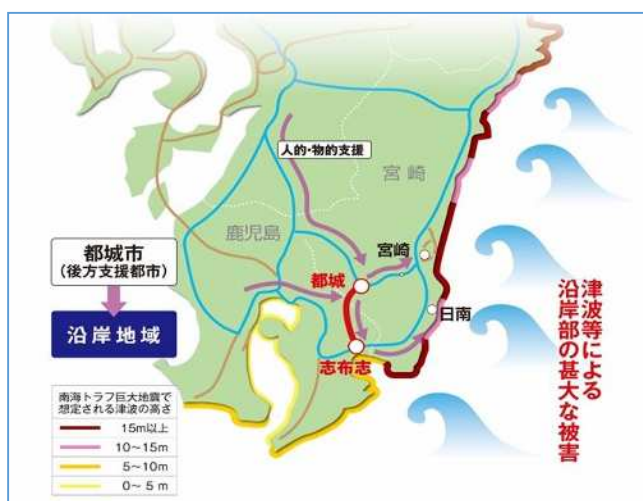 人的・物的支援
宮崎
鹿児島
都城市
(後方支援都市)
沿岸地域
宮崎
都城
日南
志布志
津波等による
沿岸部の甚大な被害
南海トラフ巨大地震で
想定される津波の高さ
15m以上
10～15m
5～10m
0～5m